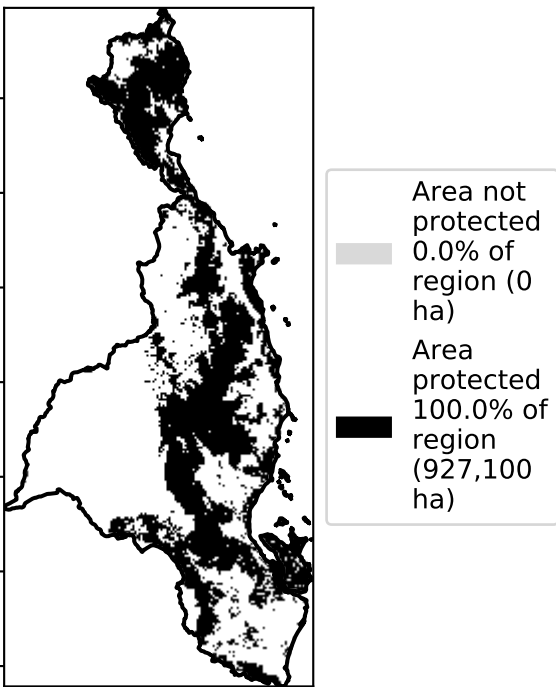 Area not
protected
0.0% of
region (0
ha)
Area
protected
100.0% of
region
(927,100
ha)